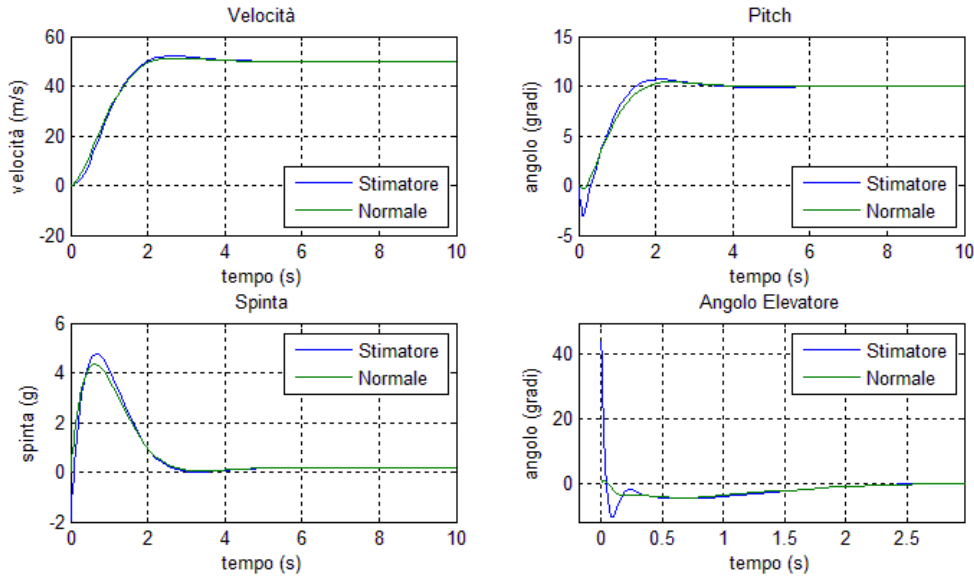 Velocità
60
40
20
0
-20
velocità (m/s)
Stimatore
Normale
0
2
4
6
8
10
tempo (s)
Pitch
15
10
5
0
-5
angolo (gradi)
Stimatore
Normale
0
2
4
6
8
10
tempo (s)
Spinta
6
4
2
0
-2
spinta (g)
Stimatore
Normale
0
2
4
6
8
10
tempo (s)
Angolo Elevatore
40
20
0
angolo (gradi)
Stimatore
Normale
0
0.5
1
1.5
2
2.5
tempo (s)